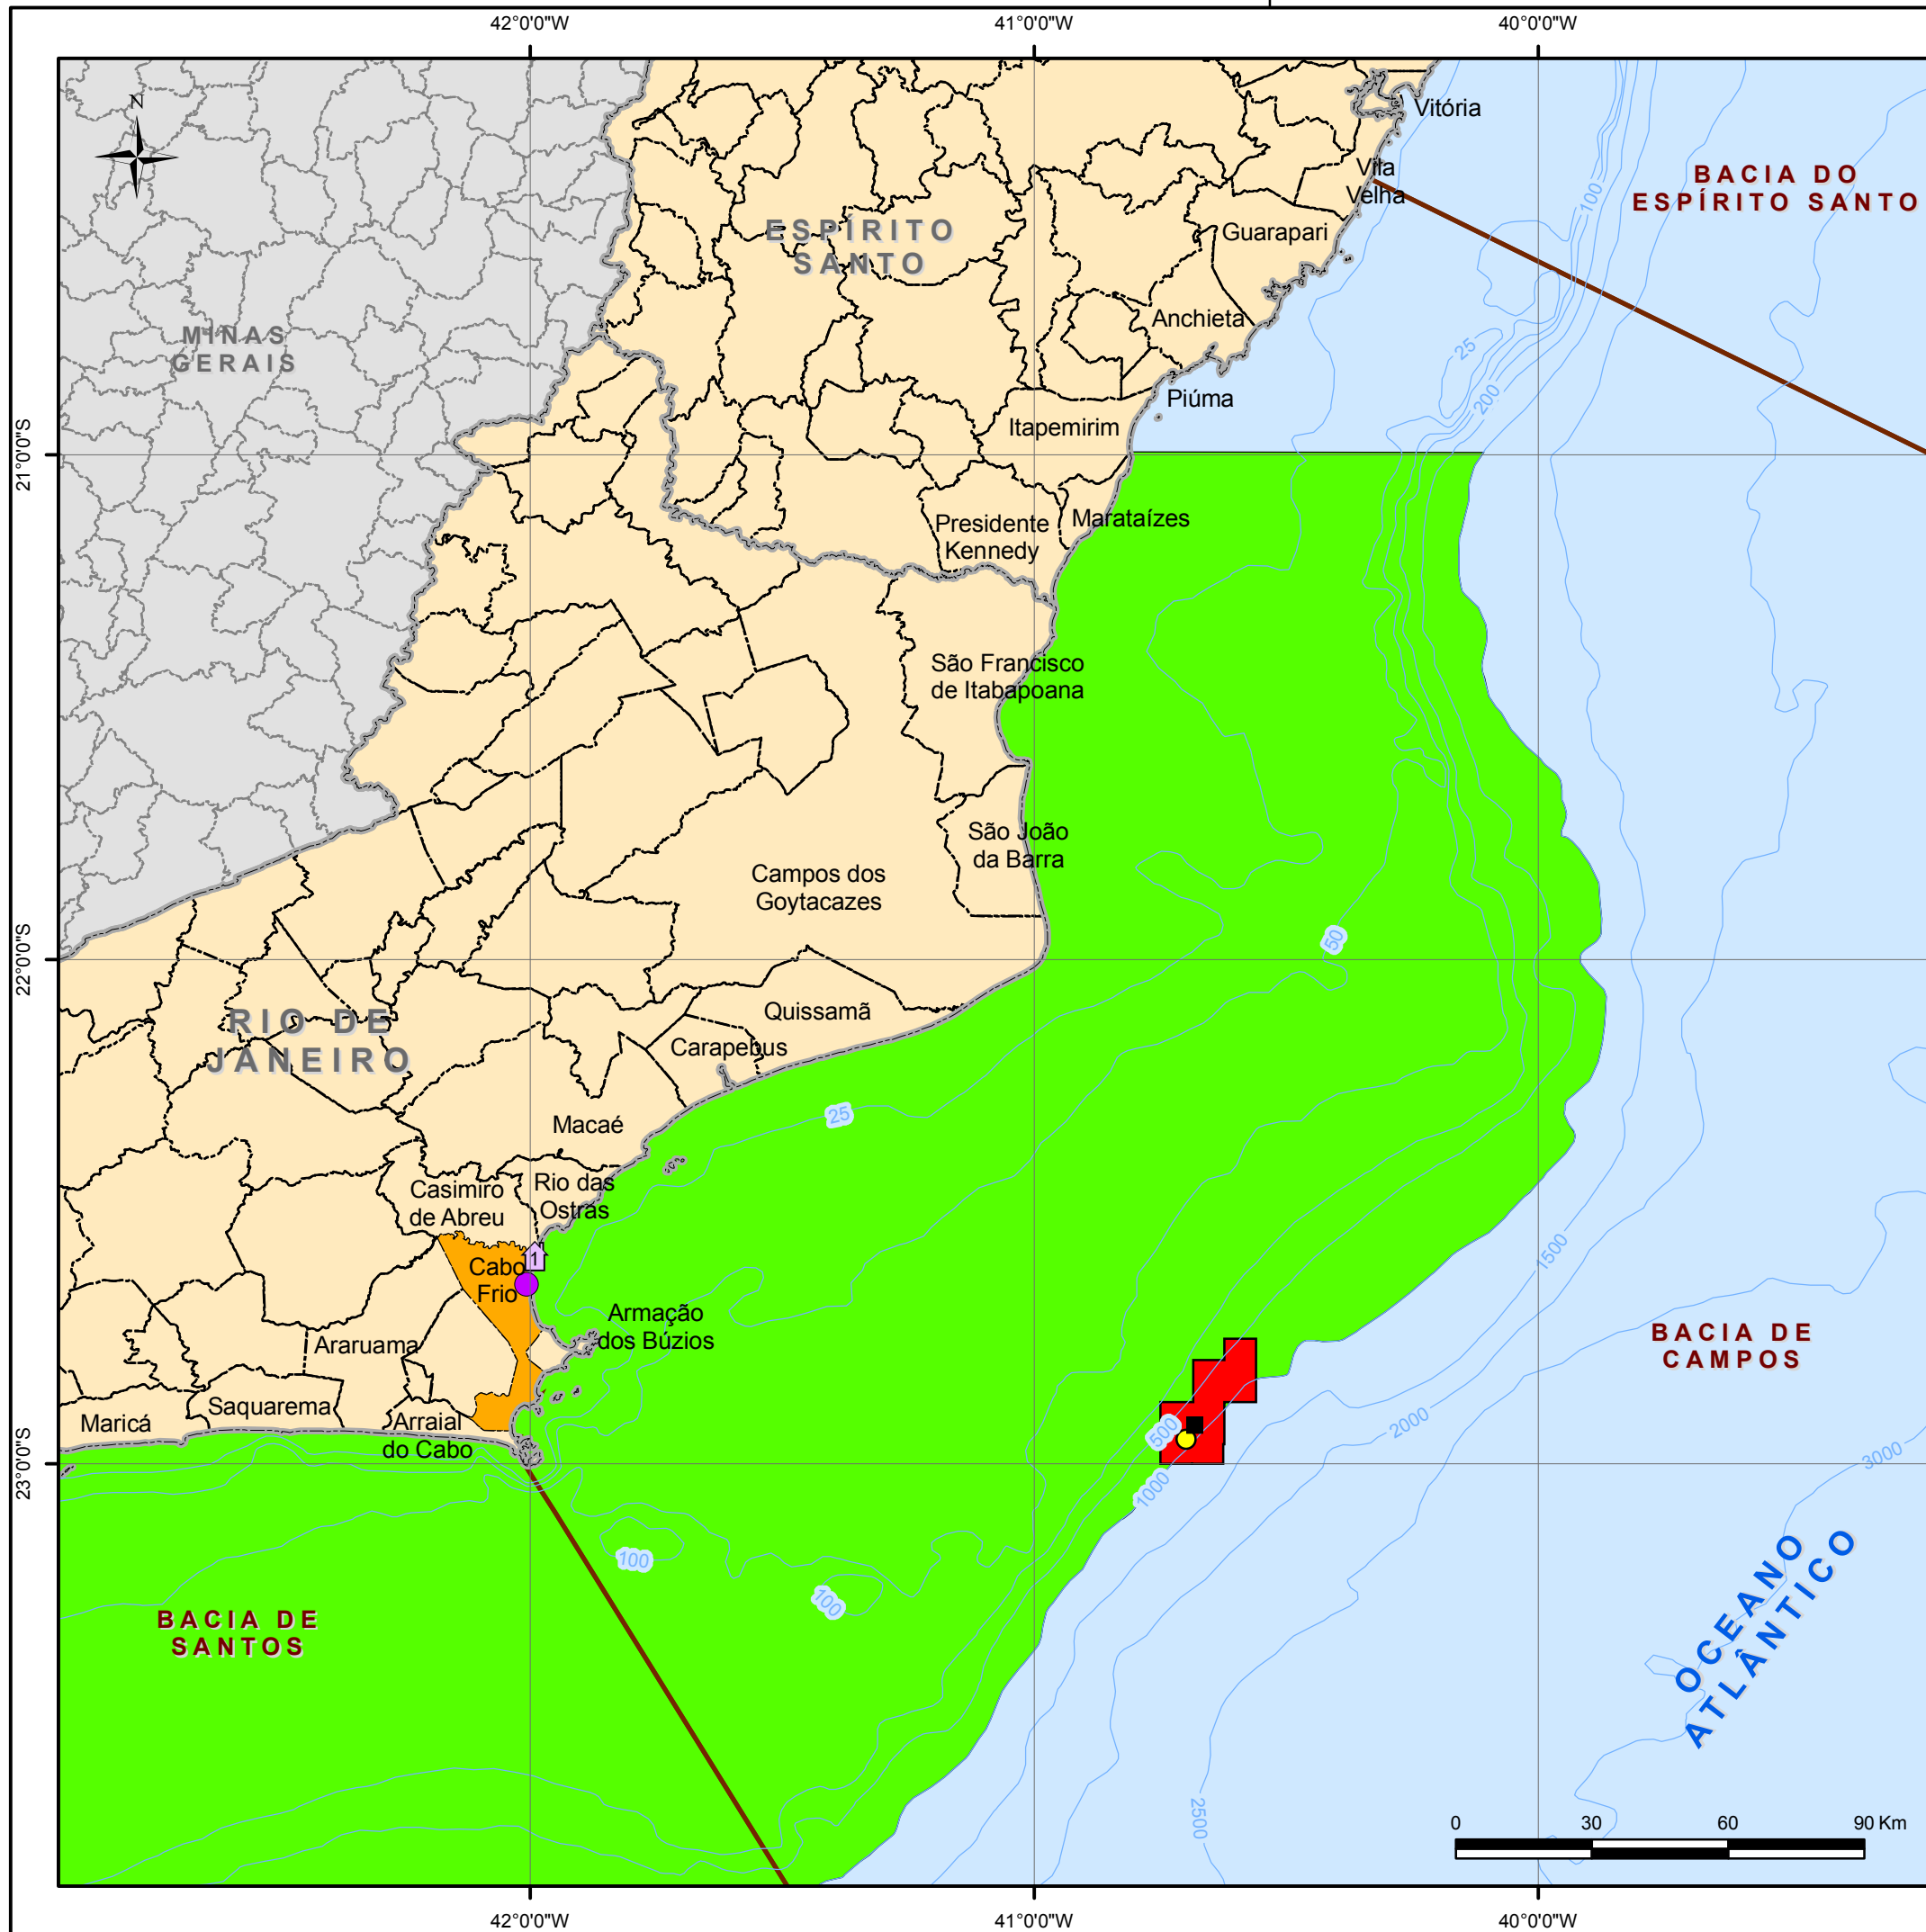 42°0'0"W
41°0'0"W
40°0'0"W
N
Vitória
Vila
Velha
BACIA DO
ESPÍRITO SANTO
100
ESPÍRITO
SANTO
Guarapari
MINAS
GERAIS
Anchieta
25
Piúma
200
Itapemirim
21°0'0"S
Presidente
Kennedy
Marataízes
São Francisco
de Itabapoana
São João
da Barra
Campos dos
Goytacazes
50
22°0'0"S
Quissamã
RIO DE
JANEIRO
Carapebus
25
Macaé
Casimiro
de Abreu
Rio das
Ostras
1
Cabo
Frio
1500
Armação
dos Búzios
Araruama
BACIA DE
CAMPOS
Saquarema
Maricá
Arraial
do Cabo
500
2000
3000
23°0'0"S
1000
100
100
BACIA DE
SANTOS
OCEANO
ATLÂNTICO
2500
0
30
60
90 Km
42°0'0"W
41°0'0"W
40°0'0"W